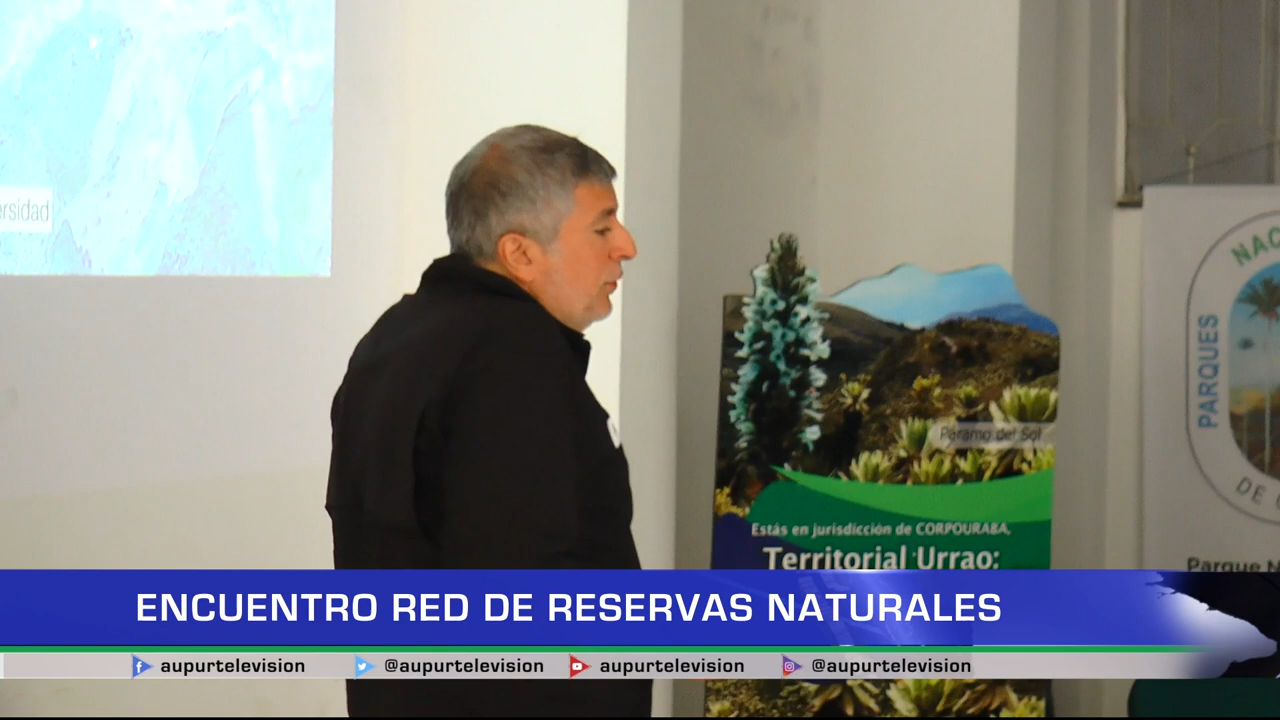 ersidad
NAC
PARQUES
DE
Páramo del Sol
Estás en jurisdicción de CORPOURABA,
Territorial Urrao:
Parque N
ENCUENTRO RED DE RESERVAS NATURALES
aupurtelevision
@aupurtelevision
aupurtelevision
@aupurtelevision